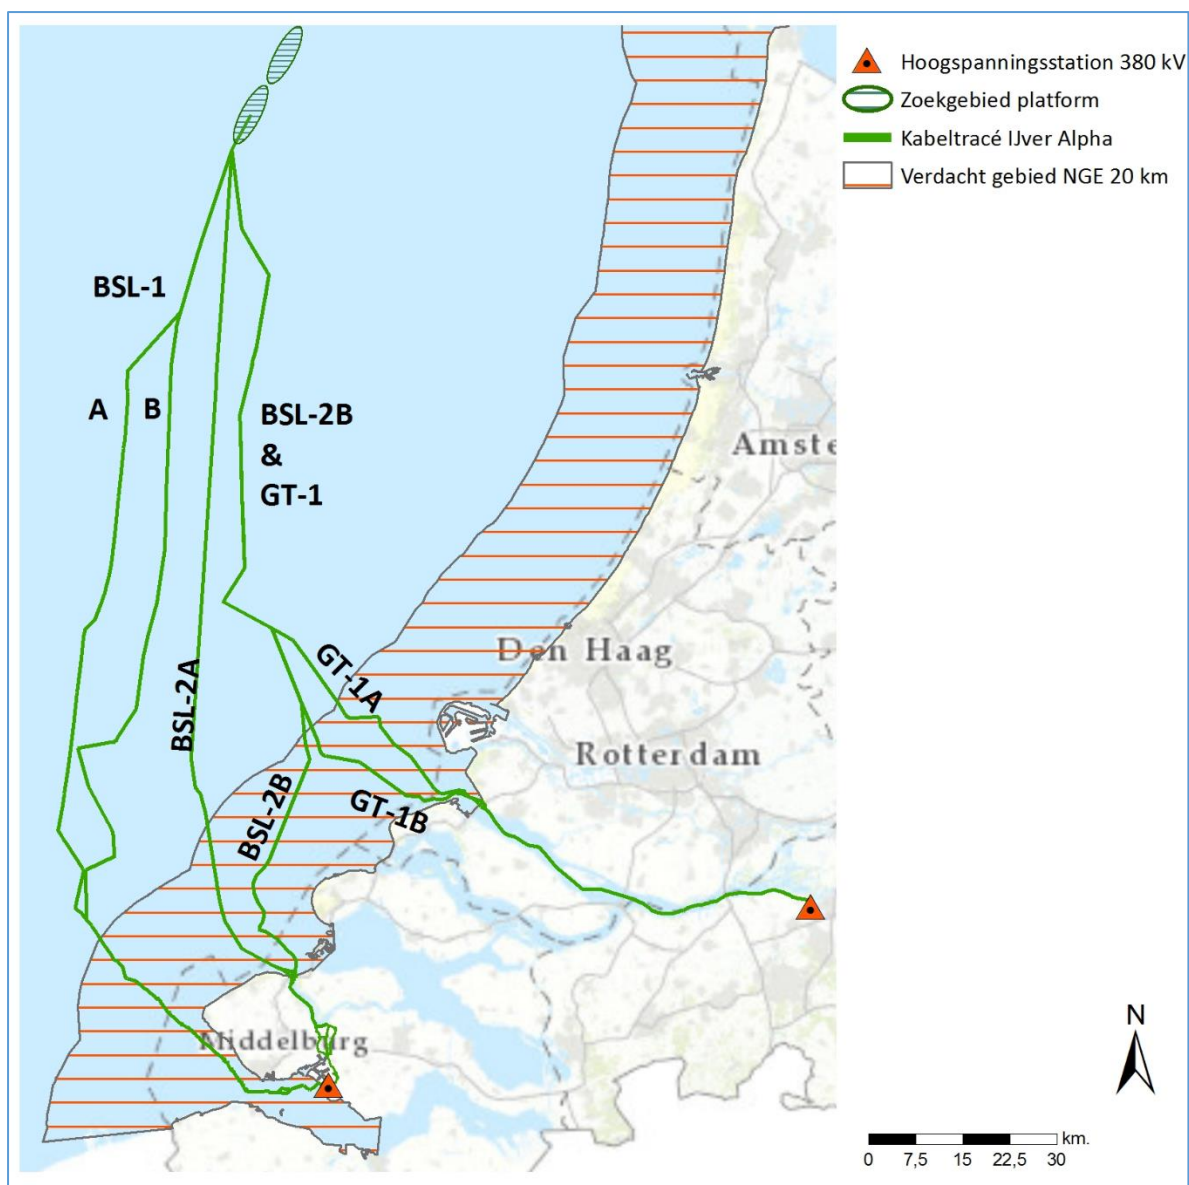 Hoogspanningsstation 380 kV
Zoekgebied platform
Kabeltracé IJver Alpha
Verdacht gebied NGE 20 km
BSL-1
A
B
BSL-2B
&
GT-1
Amste
GT-1A
Den Haag
BSL-2A
Rotterdam
BSL-2B
GT-1B
Middelburg
N
km.
0 7,5 15 22,5 30